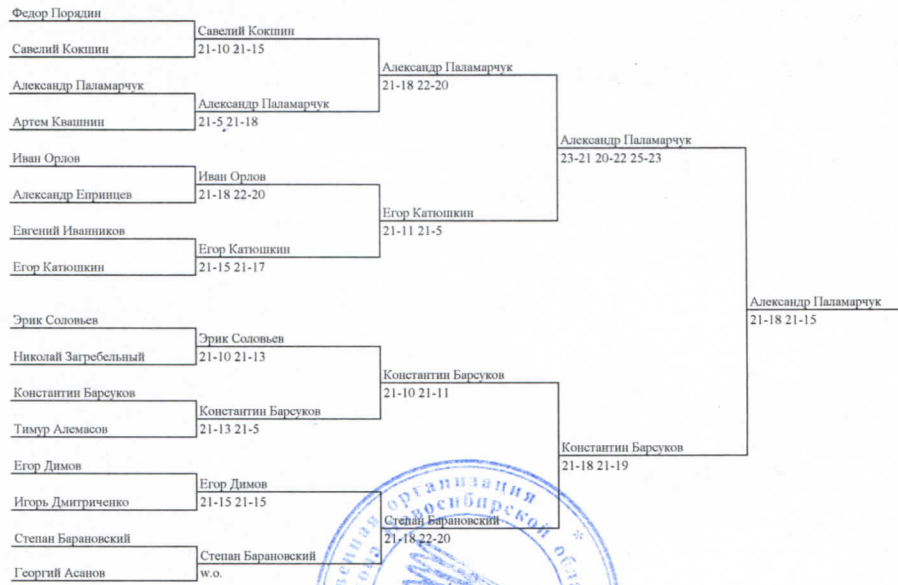 Федор Порядин
Савелий Кокшин
21-10 21-15
Савелий Кокшин
Александр Паламарчук
21-18 22-20
Александр Паламарчук
Александр Паламарчук
21-5 21-18
Артем Квашнин
Александр Паламарчук
23-21 20-22 25-23
Иван Орлов
Иван Орлов
21-18 22-20
Александр Епринцев
Егор Катюшкин
21-11 21-5
Евгений Иванников
Егор Катюшкин
21-15 21-17
Егор Катюшкин
Александр Паламарчук
21-18 21-15
Эрик Соловьев
Эрик Соловьев
21-10 21-13
Николай Загребельный
Константин Барсуков
21-10 21-11
Константин Барсуков
Константин Барсуков
21-13 21-5
Тимур Алемасов
Константин Барсуков
21-18 21-19
Егор Димов
Егор Димов
21-15 21-15
Игорь Дмитриченко
Степан Барановский
21-18 22-20
Степан Барановский
Степан Барановский
w.o.
Георгий Асанов
организация